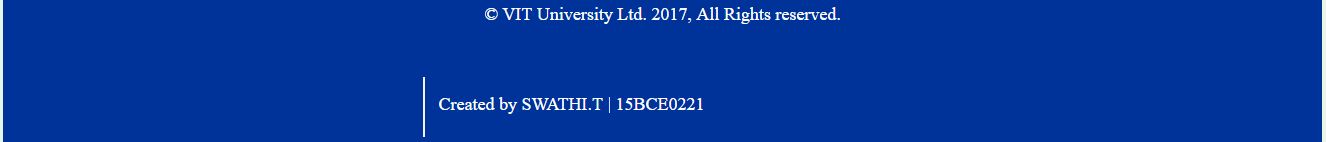 © VIT University Ltd. 2017, All Rights reserved.
Created by SWATHI.T | 15BCE0221